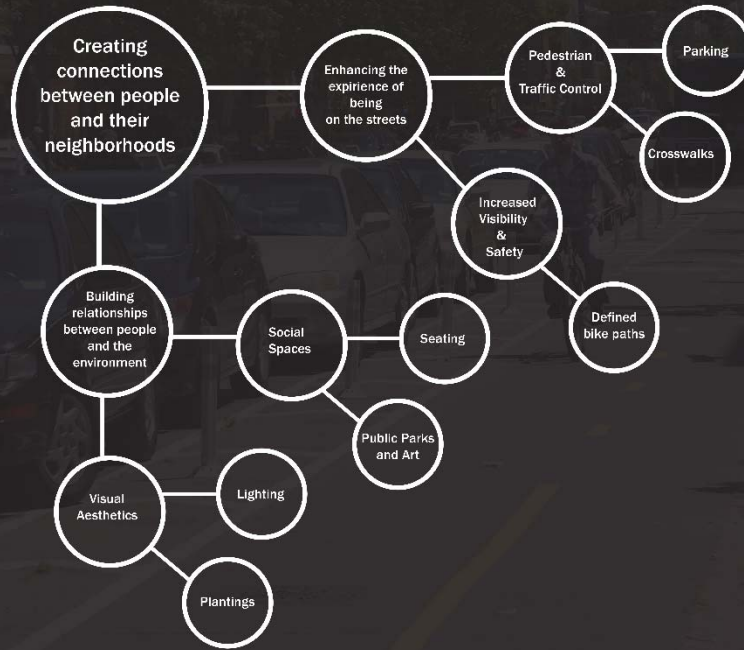 Creating
connections
between people
and their
neighborhoods
Enhancing the
expirience of
being
on the streets
Pedestrian
&
Traffic Control
Parking
Crosswalks
Increased
Visibility
&
Safety
Defined
bike paths
Building
relationships
between people
and the
environment
Social
Spaces
Seating
Public Parks
and Art
Visual
Aesthetics
Lighting
Plantings